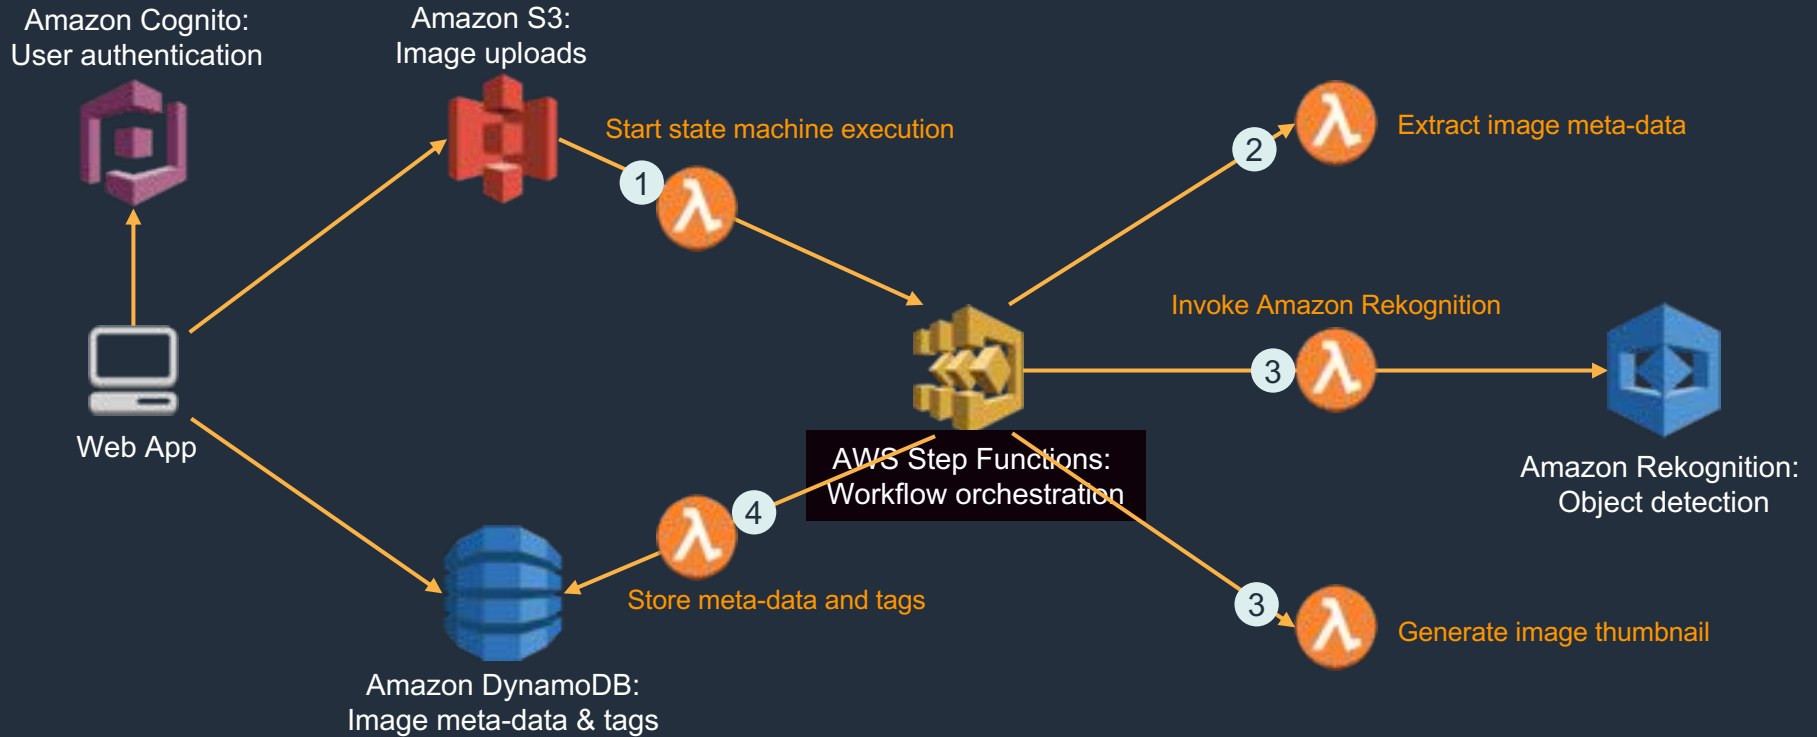 Amazon Cognito:
User authentication
Amazon S3:
Image uploads
Start state machine execution
1
λ
2
λ
Extract image meta-data
Invoke Amazon Rekognition
3
λ
Web App
AWS Step Functions:
Workflow orchestration
Amazon Rekognition:
Object detection
4
λ
Store meta-data and tags
3
λ
Generate image thumbnail
Amazon DynamoDB:
Image meta-data & tags